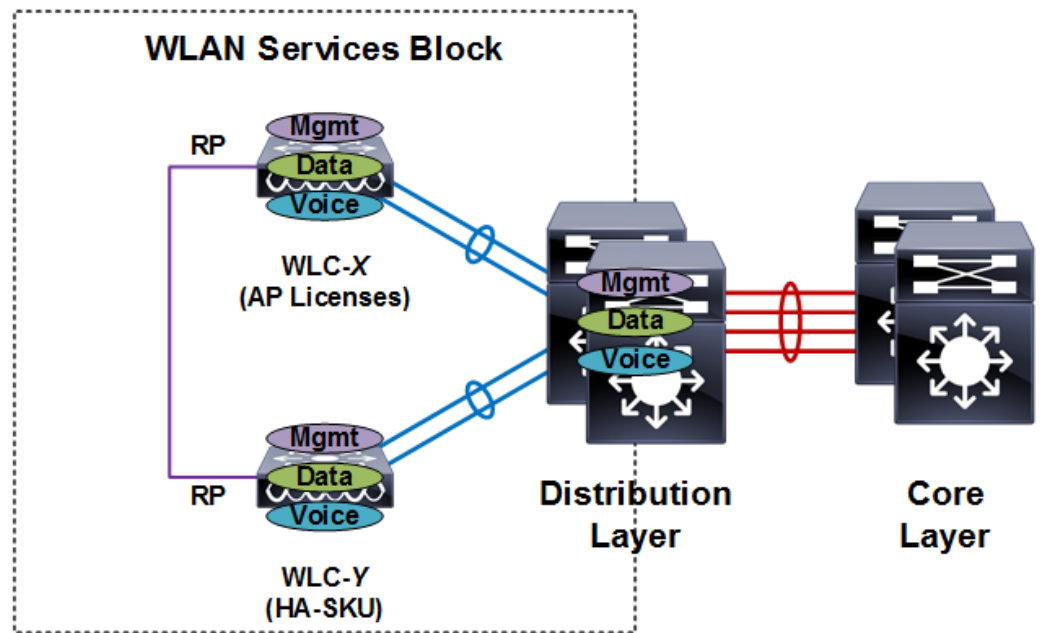 WLAN Services Block
Mgmt
RP
Data
Voice
WLC-X
(AP Licenses)
Mgmt
Data
Voice
Mgmt
Data
RP
Voice
WLC-Y
(HA-SKU)
Distribution
Layer
Core
Layer